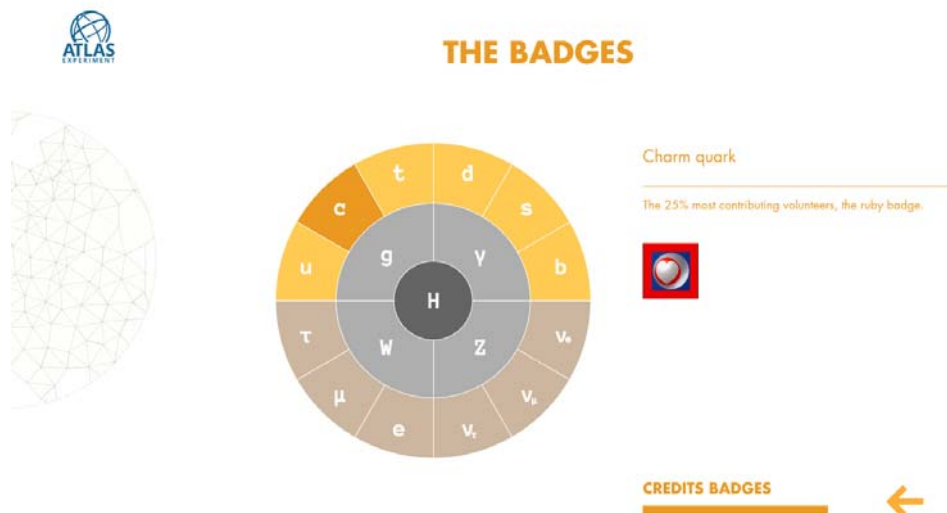 ATLAS
EXPERIMENT
THE BADGES
Charm quark
The 25% most contributing volunteers, the ruby badge.
t d
c s
u g γ b
H
τ W Z νe
μ νμ
e ντ
CREDITS BADGES